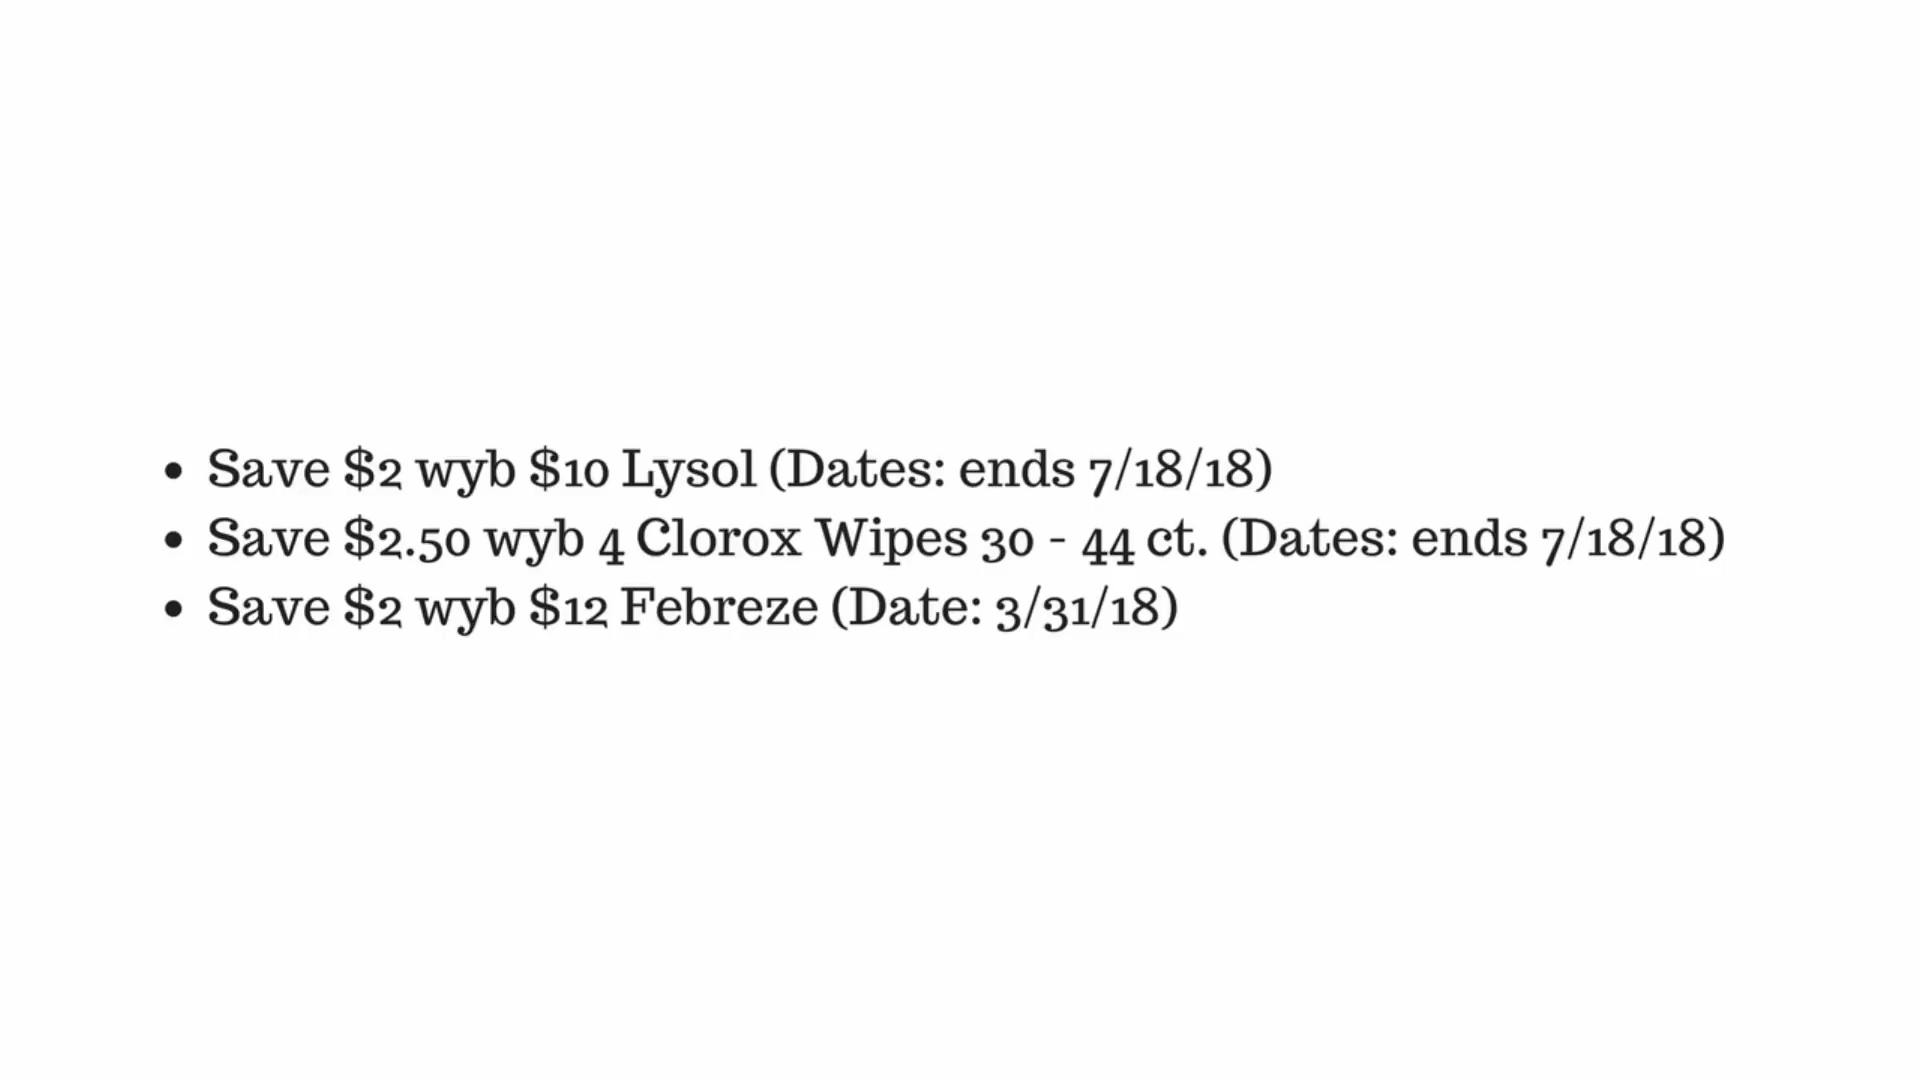 • Save $2 wyb $10 Lysol (Dates: ends 7/18/18)
• Save $2.50 wyb 4 Clorox Wipes 30 - 44 ct. (Dates: ends 7/18/18)
• Save $2 wyb $12 Febreze (Date: 3/31/18)